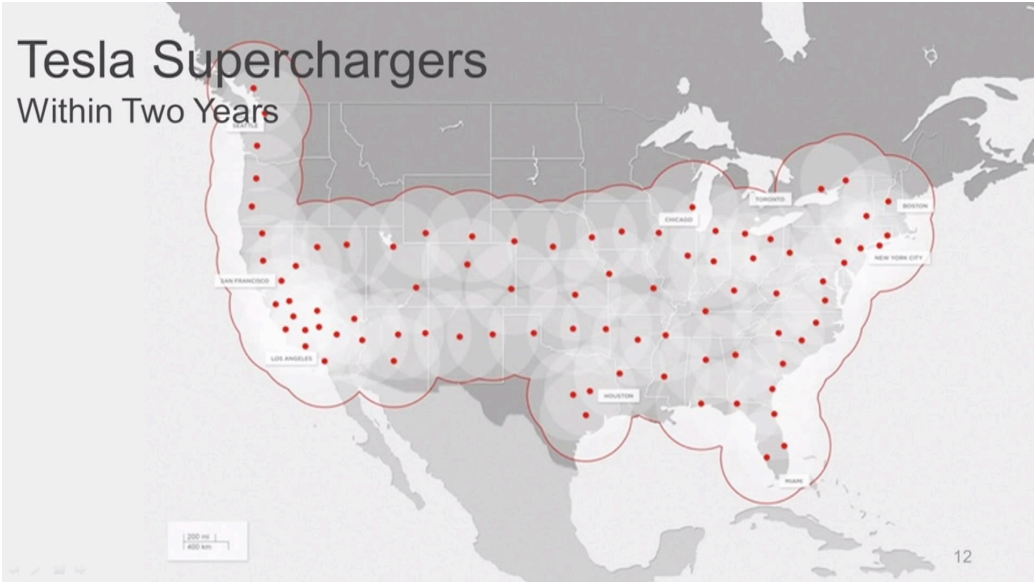 Tesla Superchargers
Within Two Years
SEATTLE
TORONTO
BOSTON
CHICAGO
NEW YORK CITY
SAN FRANCISCO
LOS ANGELES
HOUSTON
MIAMI
200 mi
400 km
12